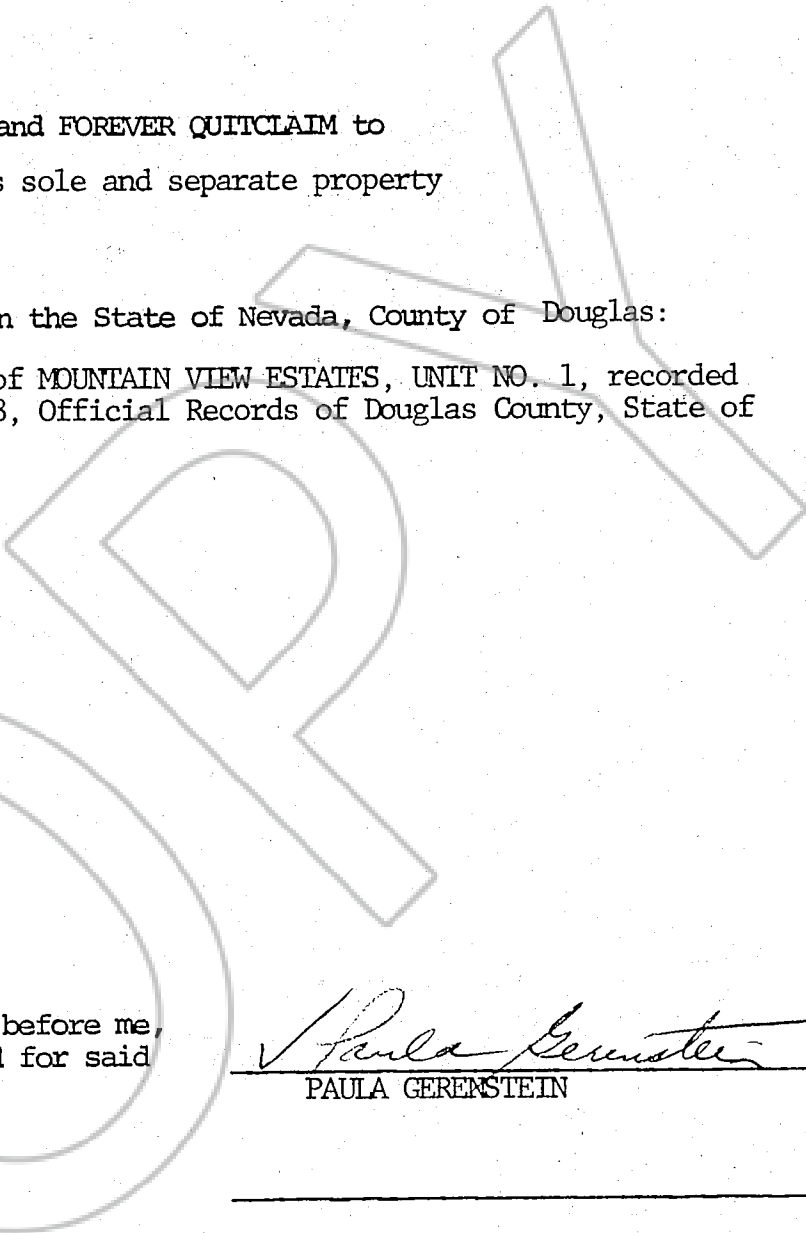 and FOREVER QUITCLAIM to
s sole and separate property
n the State of Nevada, County of Douglas:
of MOUNTAIN VIEW ESTATES, UNIT NO. 1, recorded
3, Official Records of Douglas County, State of
before me,
for said
Paula Gerenstein
PAULA GERENSTEIN
COPY